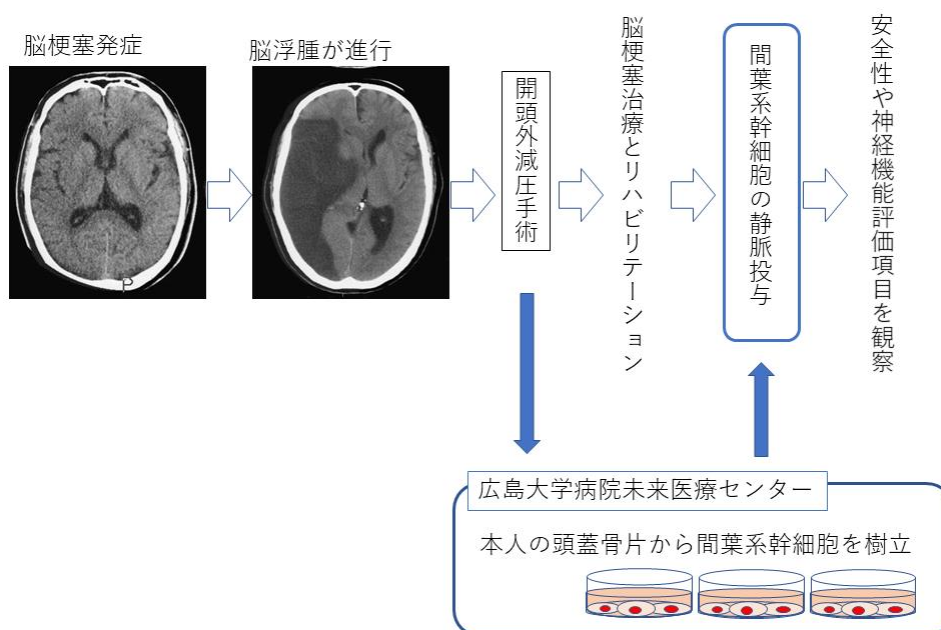 脳梗塞発症
脳浮腫が進行
開頭外減圧手術
脳梗塞治療とリハビリテーション
間葉系幹細胞の静脈投与
安全性や神経機能評価項目を観察
P
広島大学病院未来医療センター
本人の頭蓋骨片から間葉系幹細胞を樹立